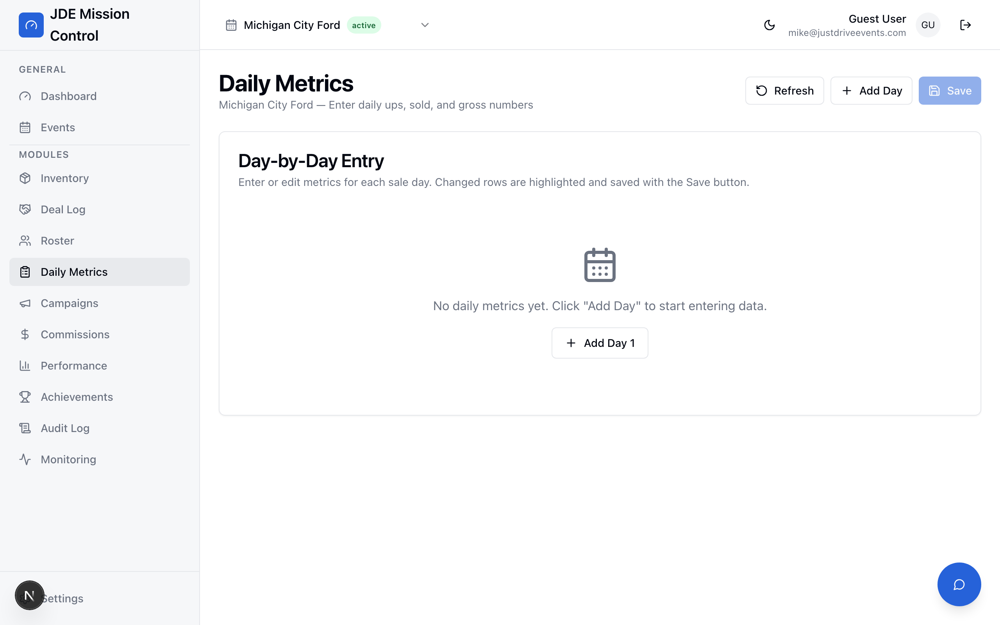 JDE Mission
Control
GENERAL
Dashboard
Events
MODULES
Inventory
Deal Log
Roster
Daily Metrics
Campaigns
Commissions
Performance
Achievements
Audit Log
Monitoring
N
Settings
Michigan City Ford active
Guest User
mike@justdriveevents.com
GU
Daily Metrics
Michigan City Ford — Enter daily ups, sold, and gross numbers
Refresh
Add Day
Save
Day-by-Day Entry
Enter or edit metrics for each sale day. Changed rows are highlighted and saved with the Save button.
No daily metrics yet. Click "Add Day" to start entering data.
Add Day 1